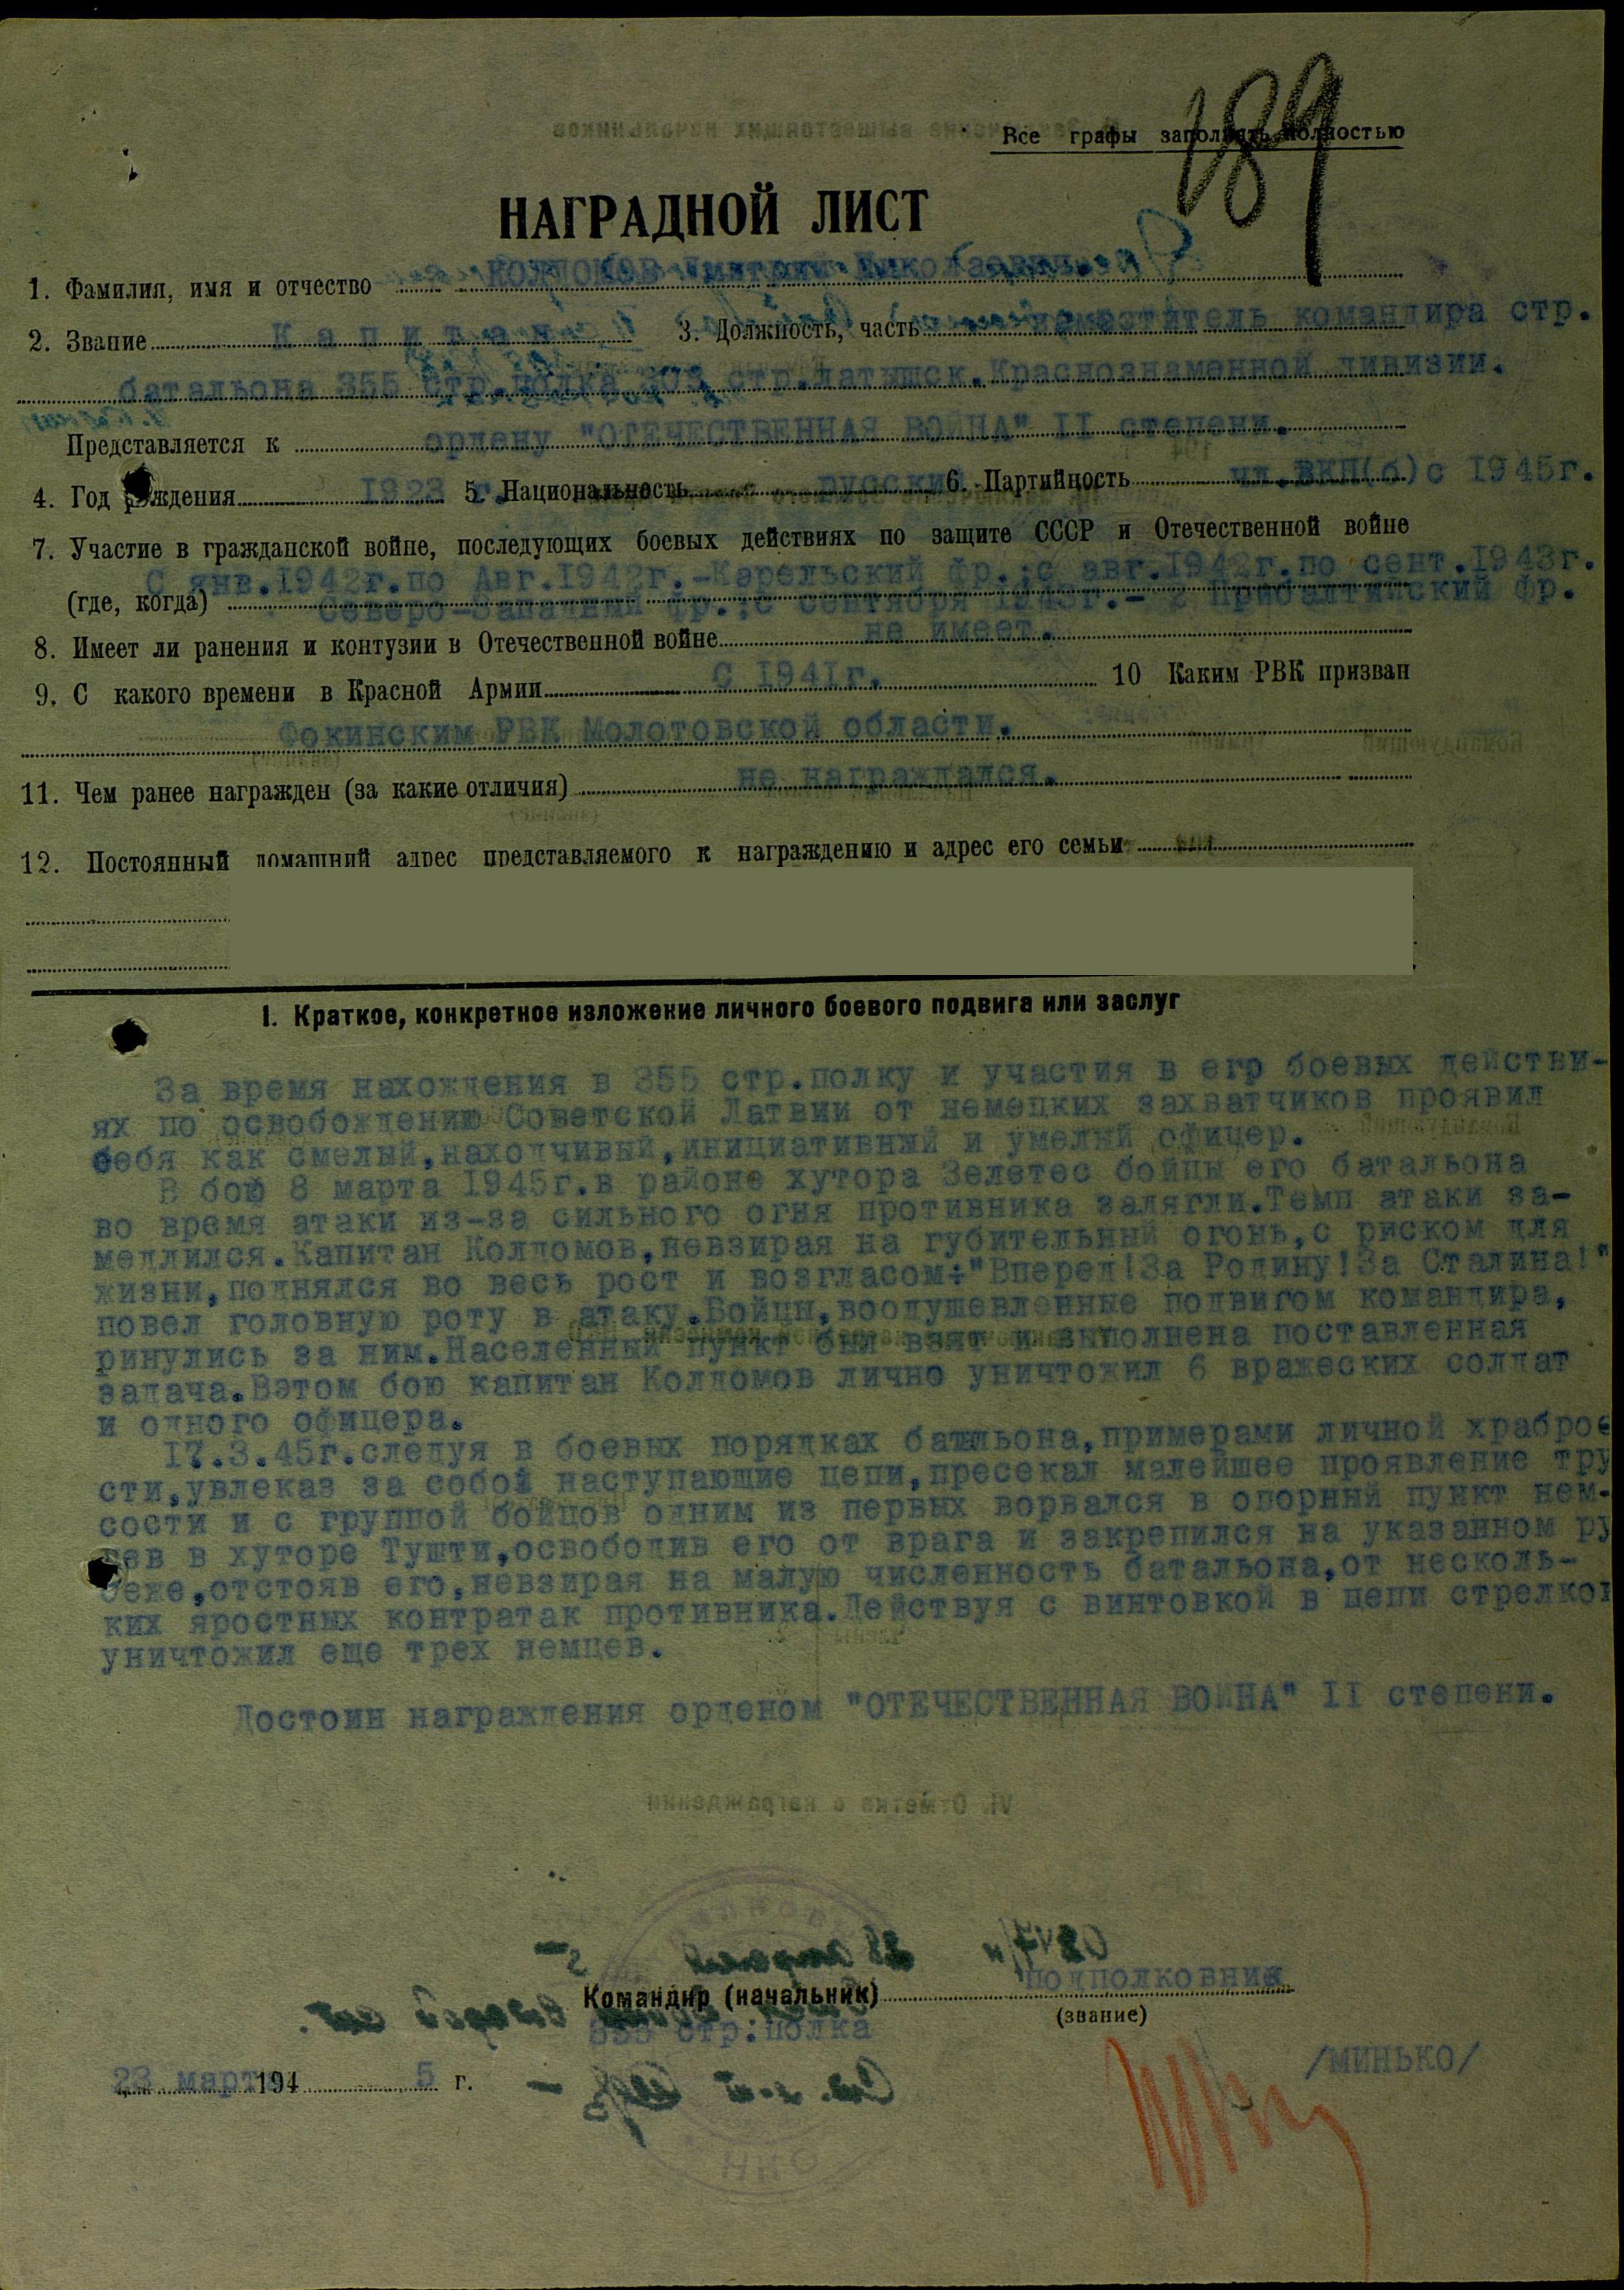 189
Все графы заполнять полностью
НАГРАДНОЙ ЛИСТ
1. Фамилия, имя и отчество КОЛДОМОВ Дмитрий Николаевич
2. Звание Капитан 3. Должность, часть заместитель командира стр.
батальона 355 стр.полка 308 стр.латышск.Краснознаменной дивизии.
Представляется к ордену "ОТЕЧЕСТВЕННАЯ ВОЙНА" II степени.
4. Год рождения 1923 г. 5. Национальность русский 6. Партийность чл.ВКП(б)с 1945г.
7. Участие в гражданской войне, последующих боевых действиях по защите СССР и Отечественной войне
С янв.1942г.по Авг.1942г.-Карельский фр.;с авг.1942г.по сент.1943г.
(где, когда) Северо-Западный фр.;с сентября 1943г.- 2 Прибалтийский фр.
8. Имеет ли ранения и контузии в Отечественной войне не имеет.
9. С какого времени в Красной Армии С 1941г. 10 Каким РВК призван
Фокинским РВК Молотовской области.
11. Чем ранее награжден (за какие отличия) не награждался.
12. Постоянный домашний адрес представляемого к награждению и адрес его семьи
I. Краткое, конкретное изложение личного боевого подвига или заслуг
За время нахождения в 355 стр.полку и участия в его боевых действи-
ях по освобождению Советской Латвии от немецких захватчиков проявил
себя как смелый,находчивый,инициативный и умелый офицер.
В бою 8 марта 1945г.в районе хутора Зелетес бойцы его батальона
во время атаки из-за сильного огня противника залягли.Темп атаки за-
медлился.Капитан Колдомов,невзирая на губительный огонь,с риском для
жизни,поднялся во весь рост и возгласом÷"Вперед!За Родину!За Сталина!"
повел головную роту в атаку.Бойцы,воодушевленные подвигом командира,
ринулись за ним.Населенный пункт был взят и выполнена поставленная
задача.Вэтом бою капитан Колдомов лично уничтожил 6 вражеских солдат
и одного офицера.
17.3.45г.следуя в боевых порядках батальона,примерами личной храброс
сти,увлеказ за собой наступающие цепи,пресекал малейшее проявление тру
сости и с группой бойцов одним из первых ворвался в опорный пункт нем-
цев в хуторе Тушти,освободив его от врага и закрепился на указанном ру
беже,отстояв его,невзирая на малую численность батальона,от несколь-
ких яростных контратак противника.Действуя с винтовкой в цепи стрелков
уничтожил еще трех немцев.
Достоин награждения орденом "ОТЕЧЕСТВЕННАЯ ВОЙНА" II степени.
Командир (начальник) подполковник
355 стр.полка (звание)
/МИНЬКО/
23 марта 1945 г.